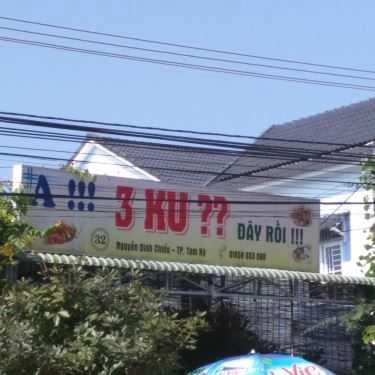 A !!! 3 KU ?? ĐÂY RỒI !!!
32 Nguyễn Đình Chiểu - TP. Tam Kỳ